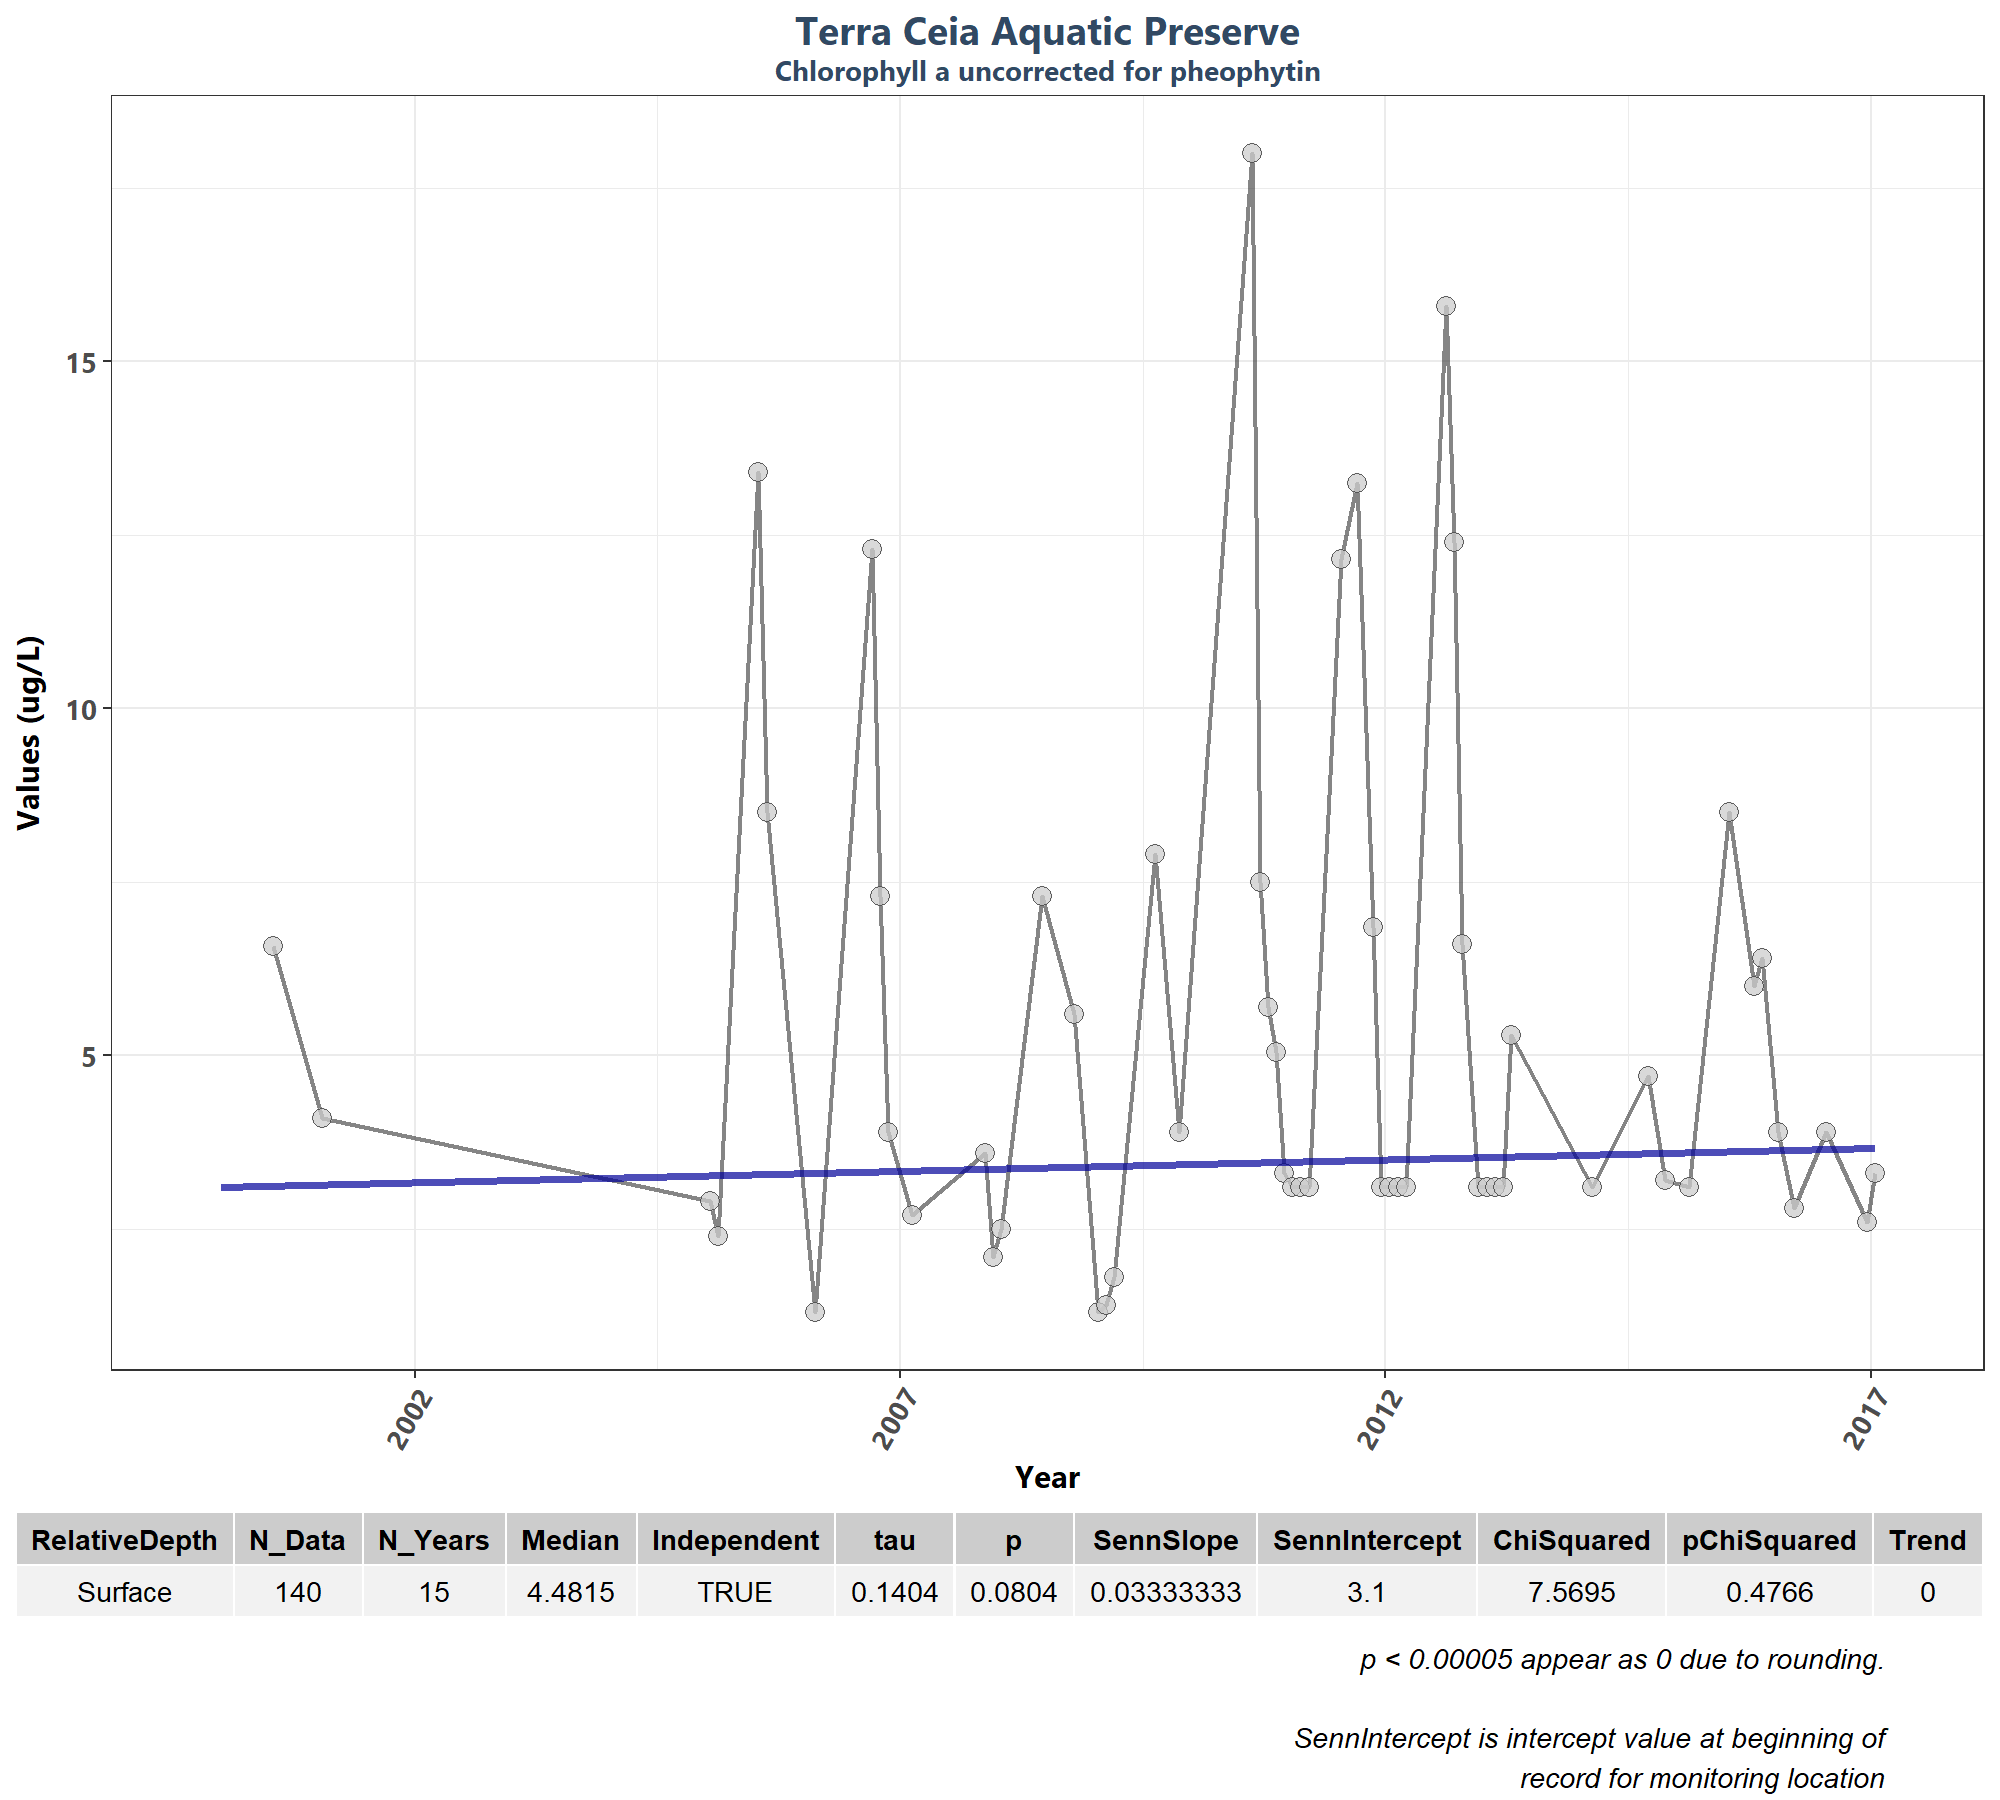 Terra Ceia Aquatic Preserve
Chlorophyll a uncorrected for pheophytin
Values (ug/L)
15
10
5
2002 2007 2012 2017
Year
RelativeDepth N_Data N_Years Median Independent tau p SennSlope SennIntercept ChiSquared pChiSquared Trend
Surface 140 15 4.4815 TRUE 0.1404 0.0804 0.03333333 3.1 7.5695 0.4766 0
p < 0.00005 appear as 0 due to rounding.
SennIntercept is intercept value at beginning of
record for monitoring location